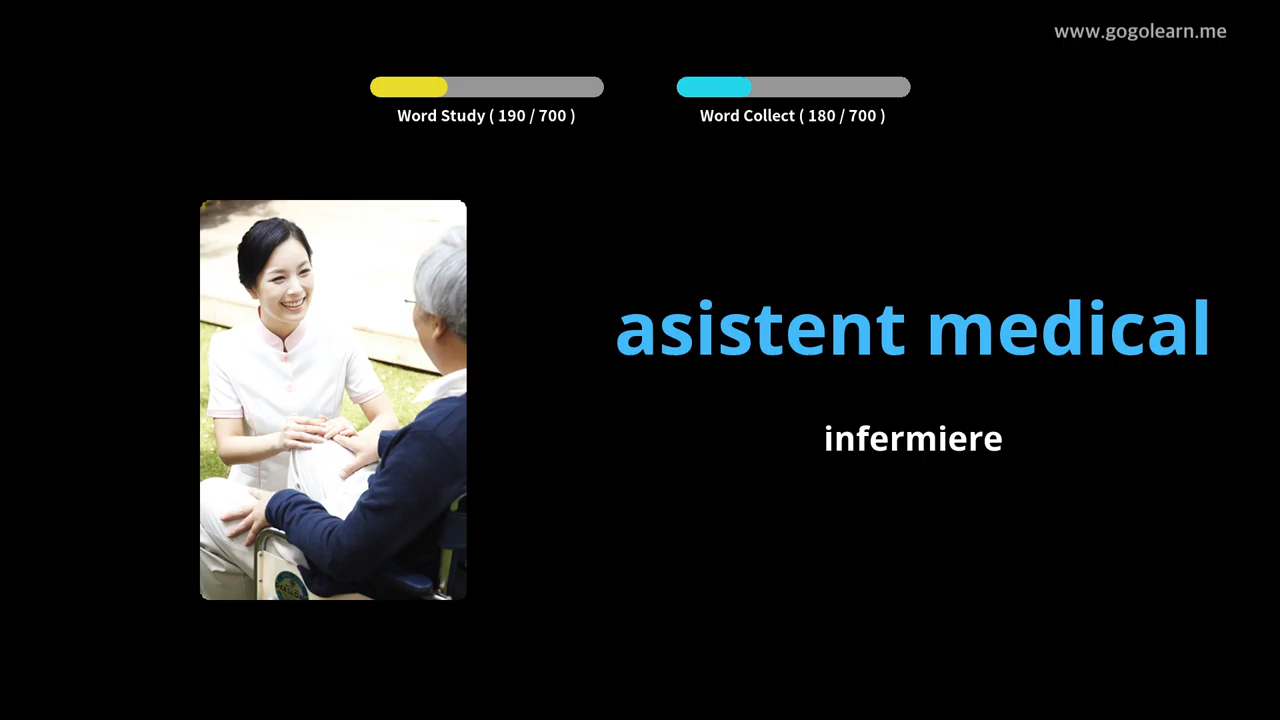 www.gogolearn.me
Word Study ( 190 / 700 )
Word Collect ( 180 / 700 )
asistent medical
infermiere